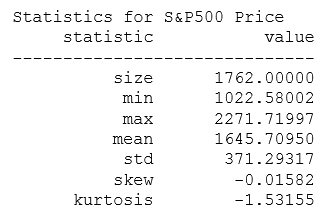 Statistics for S&P500 Price
statistic value
------------------------------
size 1762.00000
min 1022.58002
max 2271.71997
mean 1645.70950
std 371.29317
skew -0.01582
kurtosis -1.53155